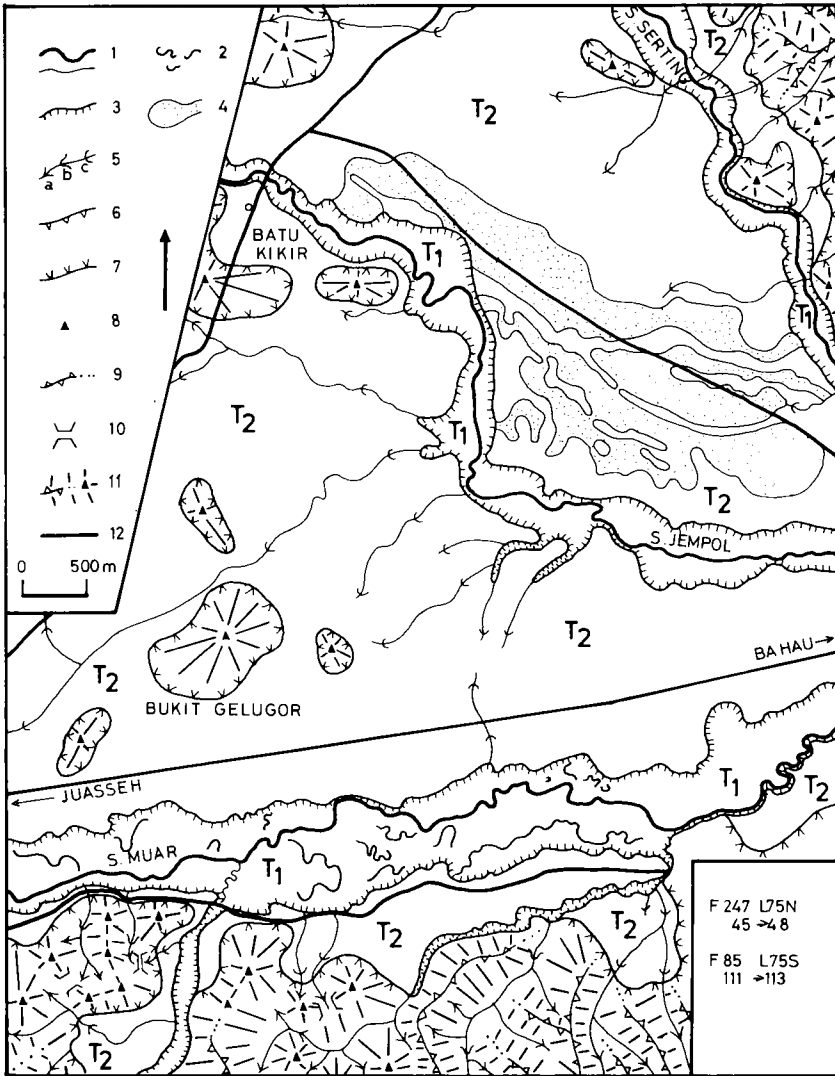 1
2
3
4
5
a b c
6
7
8
9
10
11
12
0 500 m
S. SERTING
T2
T2
BATU
KIKIR
T1
T1
T2
T1
T2
S. JEMPOL
T2
BAHAU
T2
BUKIT GELUGOR
JUASSEH
T1
T2
S. MUAR
T1
T2
T2
T2
F 247 L75N
45 → 48
F 85 L75S
111 → 113